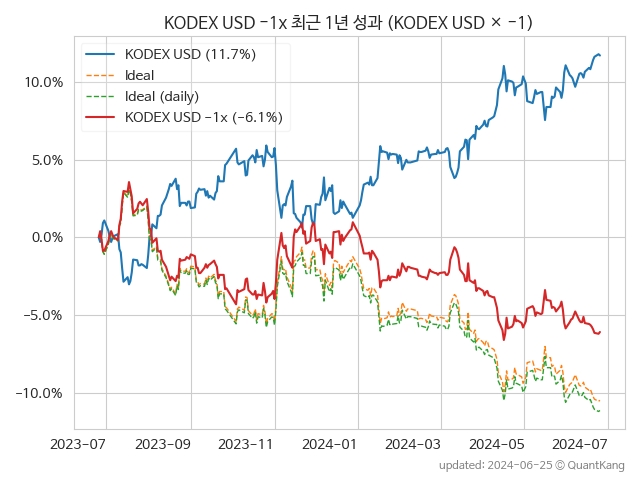 KODEX USD −1x 최근 1년 성과 (KODEX USD × −1)
KODEX USD (11.7%)
Ideal
Ideal (daily)
KODEX USD −1x (−6.1%)
10.0%
5.0%
0.0%
−5.0%
−10.0%
2023-07 2023-09 2023-11 2024-01 2024-03 2024-05 2024-07
updated: 2024-06-25 ⓒ QuantKang